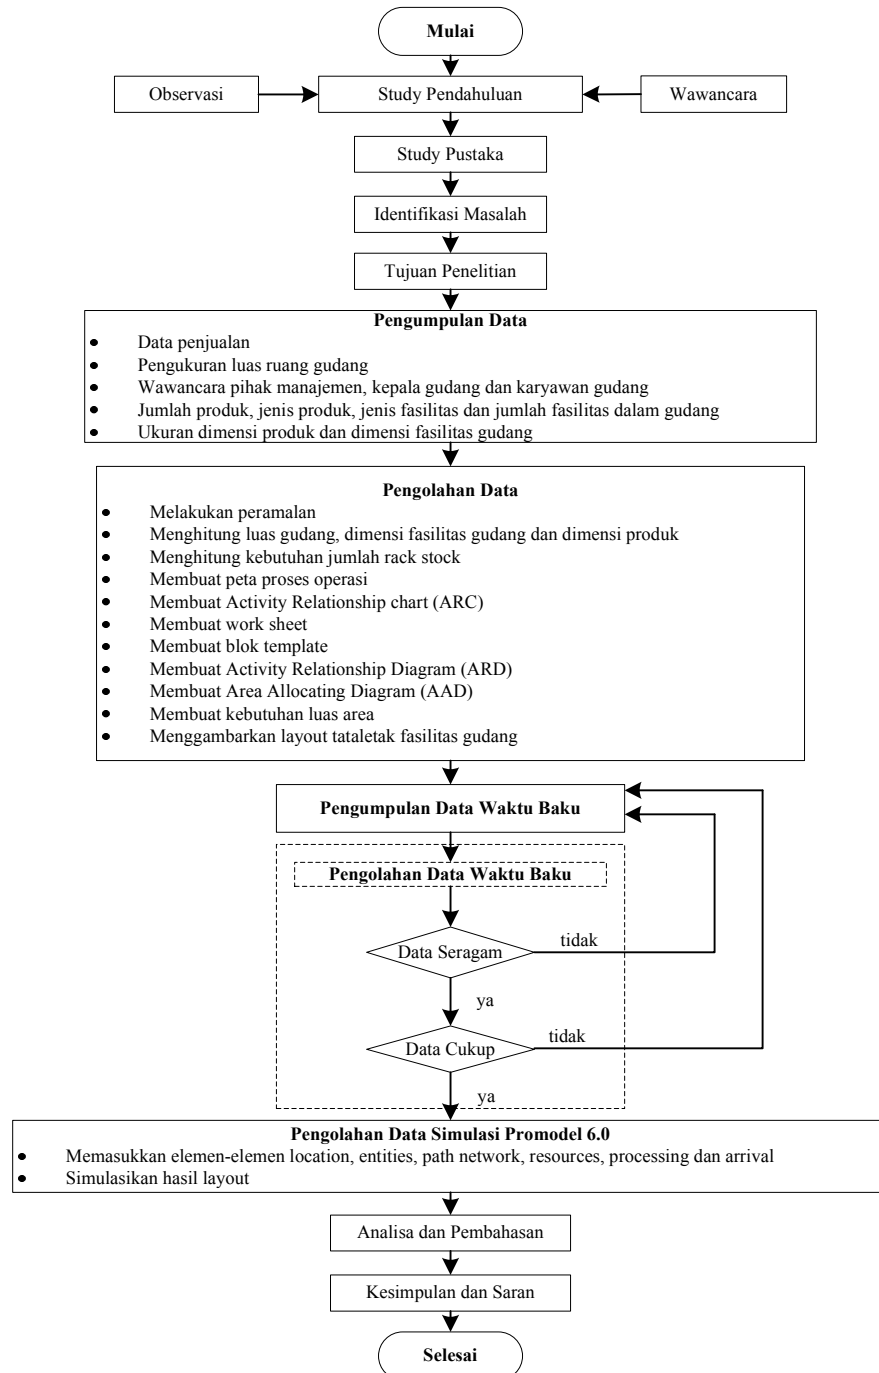 Mulai
Observasi
Study Pendahuluan
Wawancara
Study Pustaka
Identifikasi Masalah
Tujuan Penelitian
Pengumpulan Data
• Data penjualan
• Pengukuran luas ruang gudang
• Wawancara pihak manajemen, kepala gudang dan karyawan gudang
• Jumlah produk, jenis produk, jenis fasilitas dan jumlah fasilitas dalam gudang
• Ukuran dimensi produk dan dimensi fasilitas gudang
Pengolahan Data
• Melakukan peramalan
• Menghitung luas gudang, dimensi fasilitas gudang dan dimensi produk
• Menghitung kebutuhan jumlah rack stock
• Membuat peta proses operasi
• Membuat Activity Relationship chart (ARC)
• Membuat work sheet
• Membuat blok template
• Membuat Activity Relationship Diagram (ARD)
• Membuat Area Allocating Diagram (AAD)
• Membuat kebutuhan luas area
• Menggambarkan layout tataletak fasilitas gudang
Pengumpulan Data Waktu Baku
Pengolahan Data Waktu Baku
Data Seragam
tidak
ya
Data Cukup
tidak
ya
Pengolahan Data Simulasi Promodel 6.0
• Memasukkan elemen-elemen location, entities, path network, resources, processing dan arrival
• Simulasikan hasil layout
Analisa dan Pembahasan
Kesimpulan dan Saran
Selesai